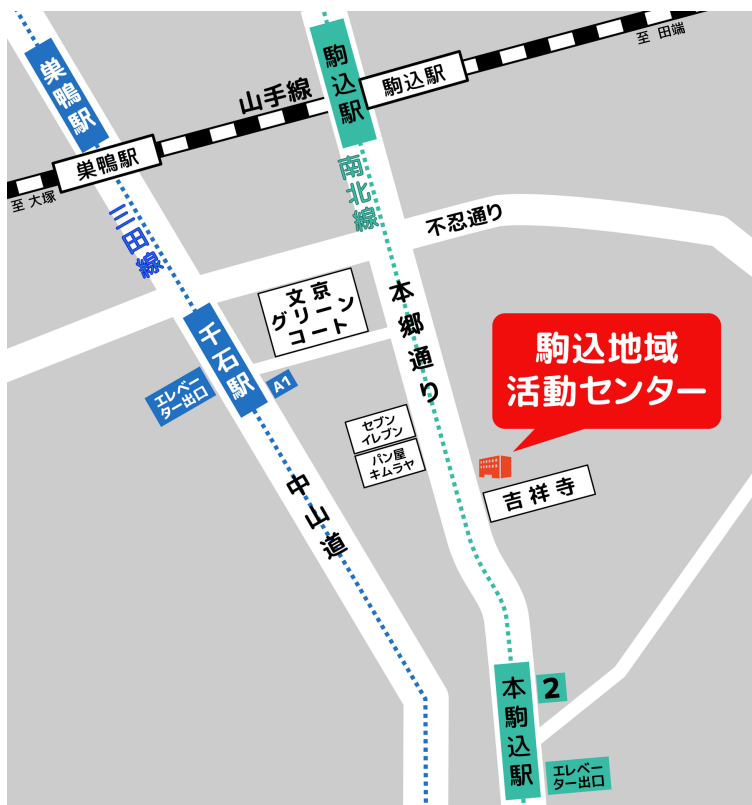 至 田端
駒込駅
駒込駅
巣鴨駅
山手線
巣鴨駅
至 大塚
南北線
三田線
不忍通り
文京
グリーン
コート
本郷通り
千石駅
A1
エレベー
ター出口
駒込地域
活動センター
セブン
イレブン
パン屋
キムラヤ
吉祥寺
中山道
本駒込駅
2
エレベー
ター出口